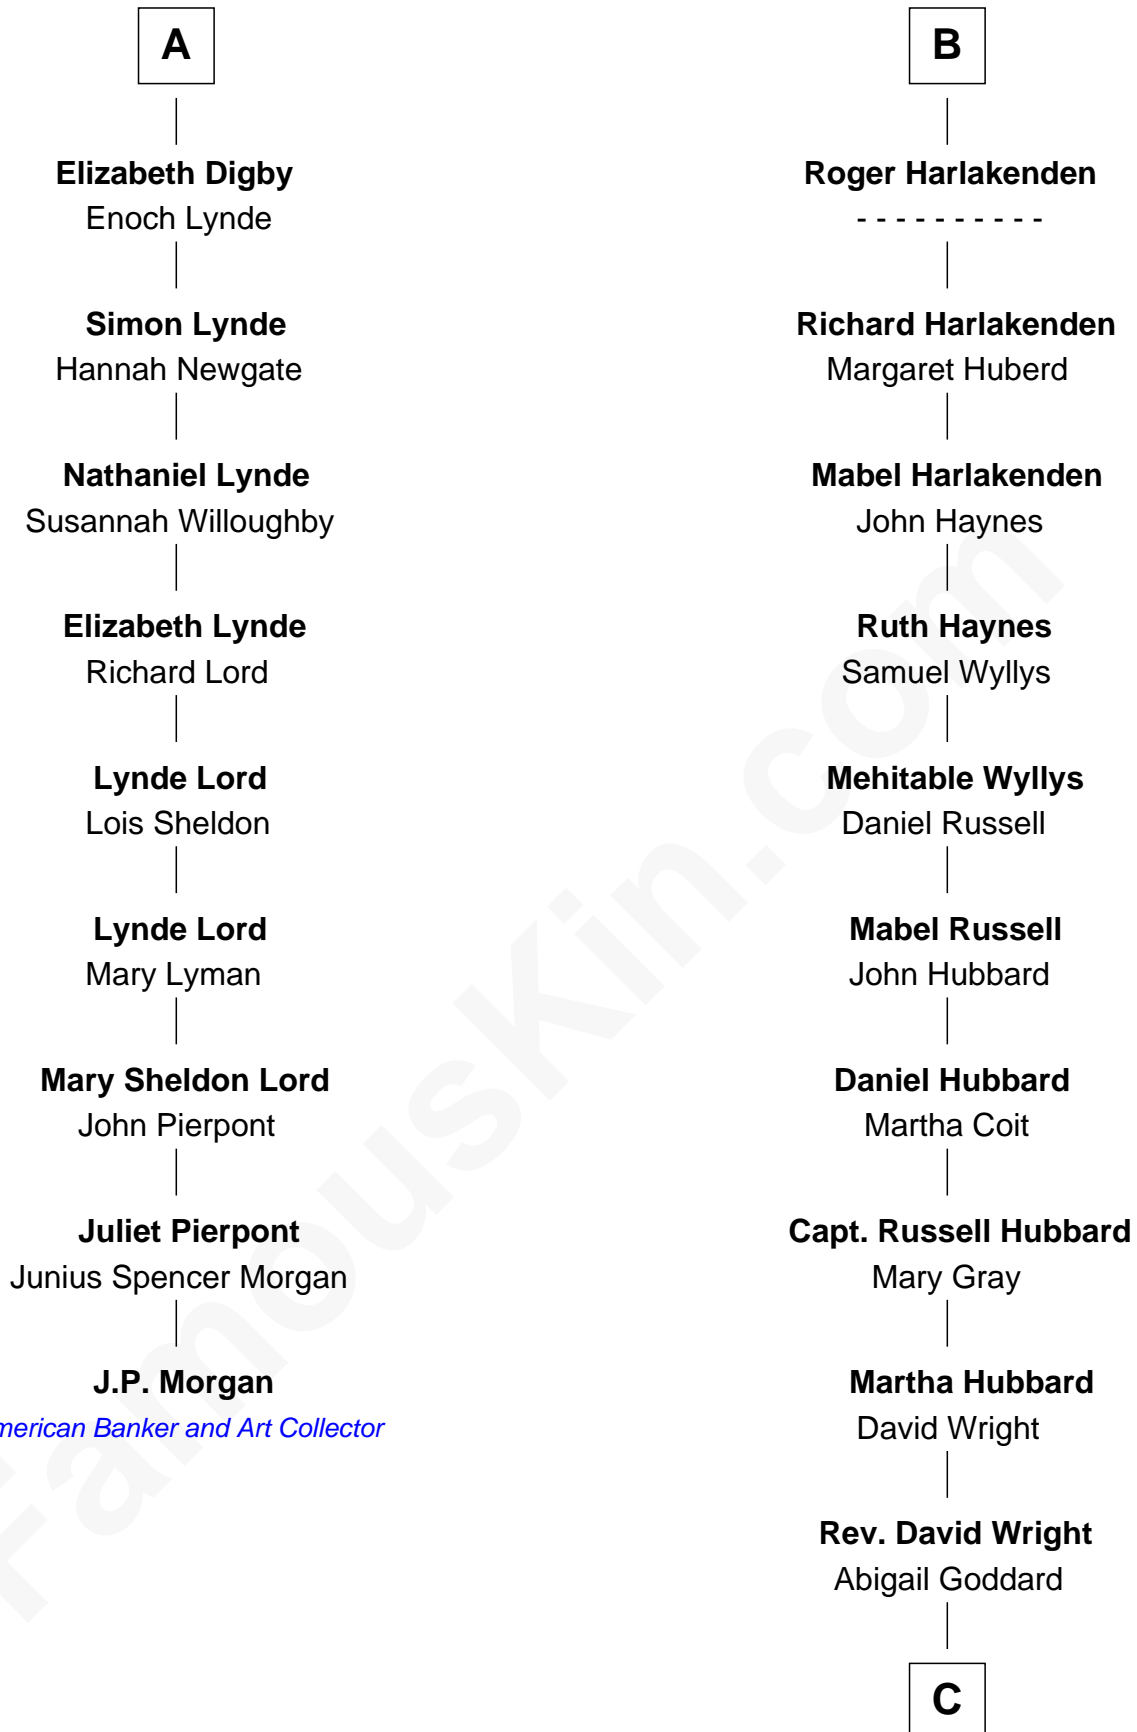 A
Elizabeth Digby
Enoch Lynde
Simon Lynde
Hannah Newgate
Nathaniel Lynde
Susannah Willoughby
Elizabeth Lynde
Richard Lord
Lynde Lord
Lois Sheldon
Lynde Lord
Mary Lyman
Mary Sheldon Lord
John Pierpont
Juliet Pierpont
Junius Spencer Morgan
J.P. Morgan
merican Banker and Art Collector
B
Roger Harlakenden
- - - - - - - - - -
Richard Harlakenden
Margaret Huberd
Mabel Harlakenden
John Haynes
Ruth Haynes
Samuel Wyllys
Mehitable Wyllys
Daniel Russell
Mabel Russell
John Hubbard
Daniel Hubbard
Martha Coit
Capt. Russell Hubbard
Mary Gray
Martha Hubbard
David Wright
Rev. David Wright
Abigail Goddard
C
FamousKin.com